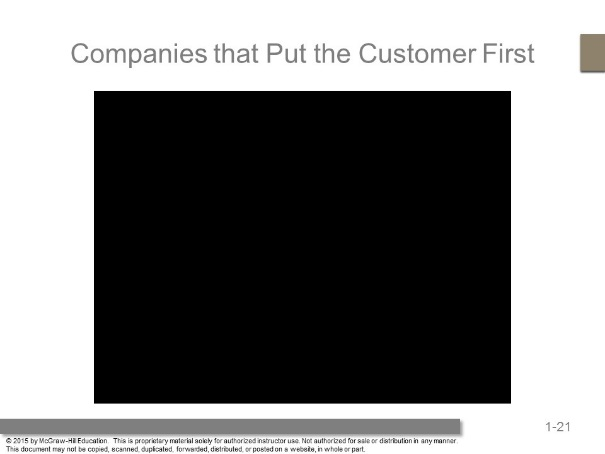 Companies that Put the Customer First
1-21
© 2015 by McGraw-Hill Education. This is proprietary material solely for authorized instructor use. Not authorized for sale or distribution in any manner.
This document may not be copied, scanned, duplicated, forwarded, distributed, or posted on a website, in whole or part.